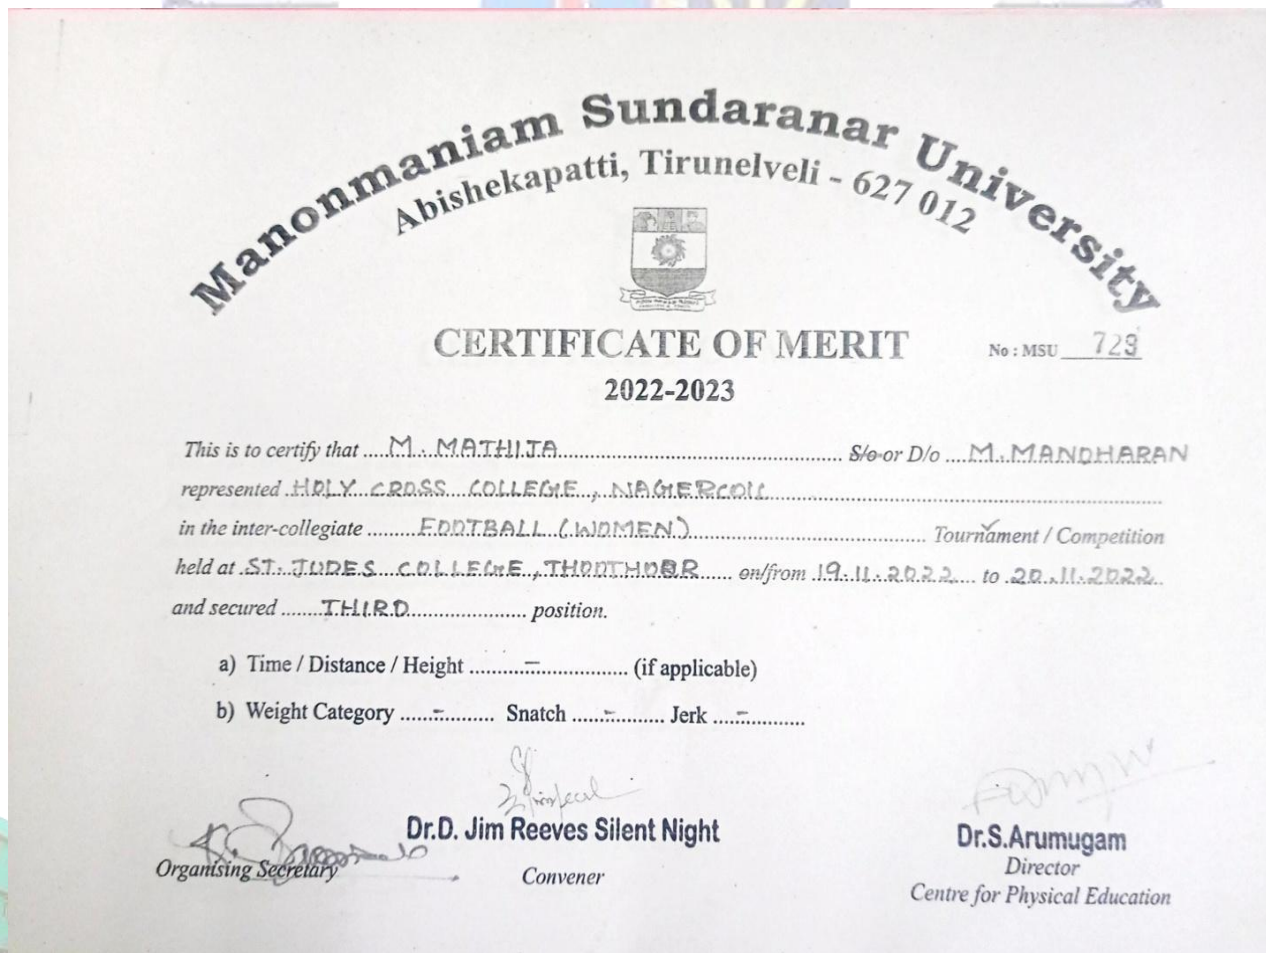 Manonmaniam Sundaranar University
Abishekapatti, Tirunelveli - 627 012
CERTIFICATE OF MERIT
No : MSU 729
2022-2023
This is to certify that ....M. MATHIJA.... S/o or D/o ....M. MANOHARAN
represented HOLY CROSS COLLEGE, NAGERCOIL
in the inter-collegiate ....FOOTBALL (WOMEN).... Tournament / Competition
held at ST. JUDES COLLEGE, THOOTHOOR.... on/from 19.11.2022.... to 20.11.2022
and secured ....THIRD.... position.
a) Time / Distance / Height ....–.... (if applicable)
b) Weight Category ....–.... Snatch ....–.... Jerk ....–....
Dr.D. Jim Reeves Silent Night
Dr.S.Arumugam
Organising Secretary
Convener
Director
Centre for Physical Education